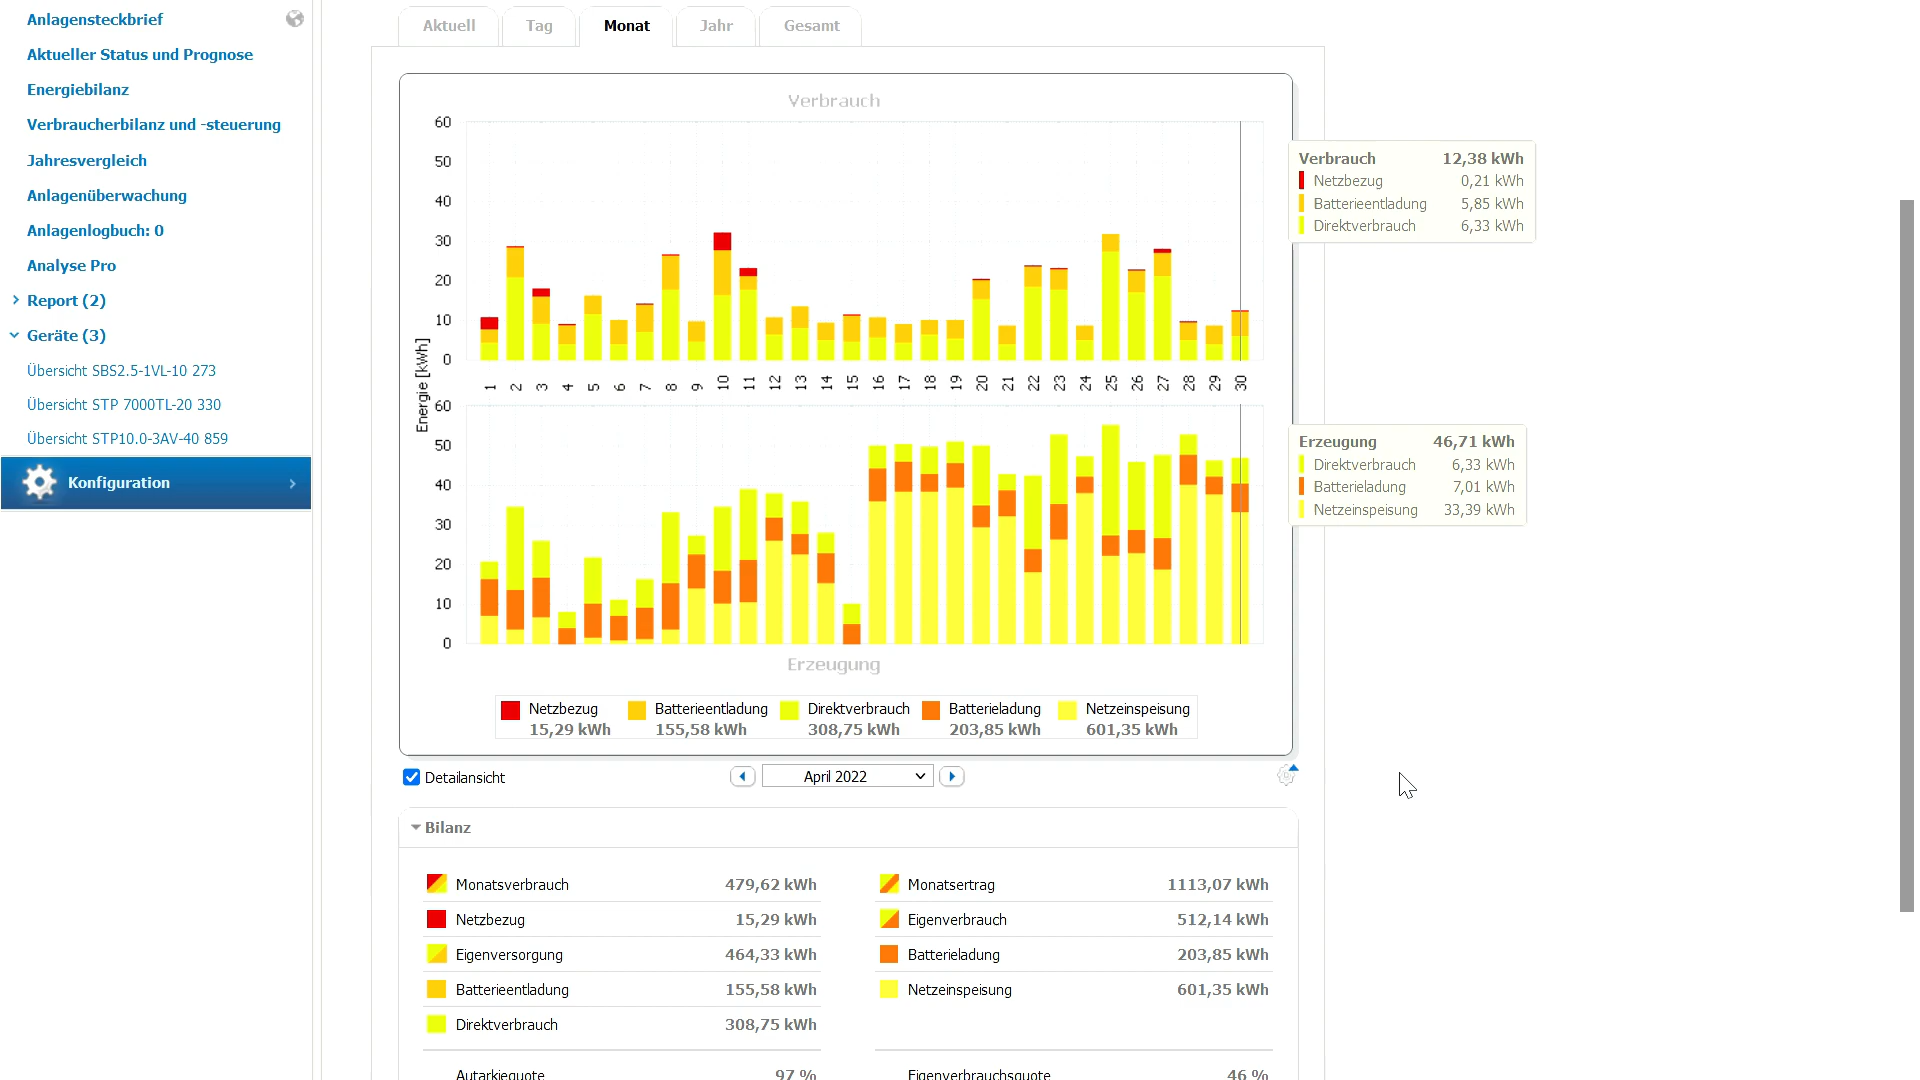 Anlagensteckbrief
Aktueller Status und Prognose
Energiebilanz
Verbraucherbilanz und -steuerung
Jahresvergleich
Anlagenüberwachung
Anlagenlogbuch: 0
Analyse Pro
Report (2)
Geräte (3)
Übersicht SBS2.5-1VL-10 273
Übersicht STP 7000TL-20 330
Übersicht STP10.0-3AV-40 859
Konfiguration
Aktuell Tag Monat Jahr Gesamt
Verbrauch
60
50
40
30
20
10
0
Energie [kWh]
1 2 3 4 5 6 7 8 9 10 11 12 13 14 15 16 17 18 19 20 21 22 23 24 25 26 27 28 29 30
60
50
40
30
20
10
0
Erzeugung
Verbrauch 12,38 kWh
Netzbezug 0,21 kWh
Batterieentladung 5,85 kWh
Direktverbrauch 6,33 kWh
Erzeugung 46,71 kWh
Direktverbrauch 6,33 kWh
Batterieladung 7,01 kWh
Netzeinspeisung 33,39 kWh
Netzbezug Batterieentladung Direktverbrauch Batterieladung Netzeinspeisung
15,29 kWh 155,58 kWh 308,75 kWh 203,85 kWh 601,35 kWh
Detailansicht
April 2022
Bilanz
Monatsverbrauch 479,62 kWh
Netzbezug 15,29 kWh
Eigenversorgung 464,33 kWh
Batterieentladung 155,58 kWh
Direktverbrauch 308,75 kWh
Autarkiequote 97 %
Monatsertrag 1113,07 kWh
Eigenverbrauch 512,14 kWh
Batterieladung 203,85 kWh
Netzeinspeisung 601,35 kWh
Eigenverbrauchsquote 46 %